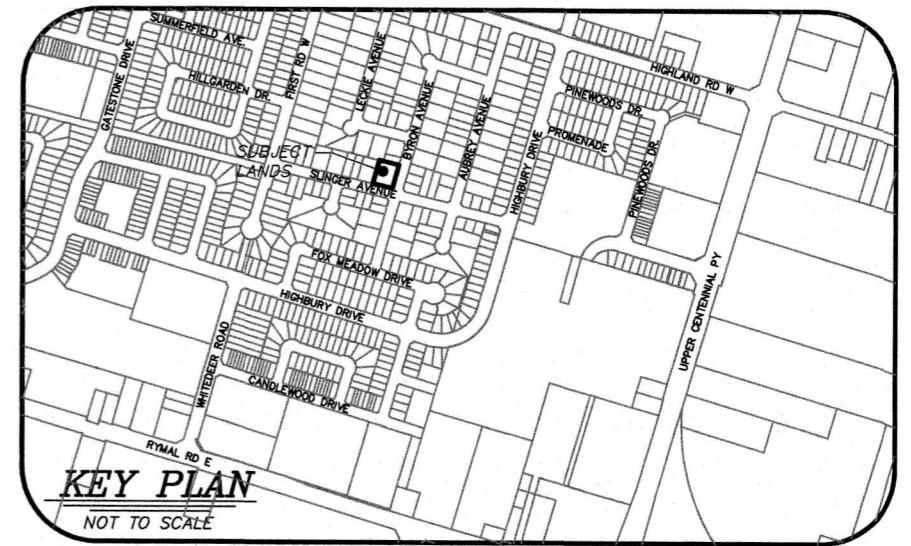 SUMMERFIELD AVE.
GATESTONE DRIVE
HILLGARDEN DR.
FIRST RD W
LECKIE AVENUE
BYRON AVENUE
AUBREY AVENUE
HIGHBURY DRIVE
HIGHLAND RD W
PINEWOODS DR.
PROMENADE
PINEWOODS DR.
SUBJECT
LANDS
SLINGER AVENUE
FOX MEADOW DRIVE
HIGHBURY DRIVE
WHITEDEER ROAD
CANDLEWOOD DRIVE
UPPER CENTENNIAL PY
RYMAL RD E
KEY PLAN
NOT TO SCALE